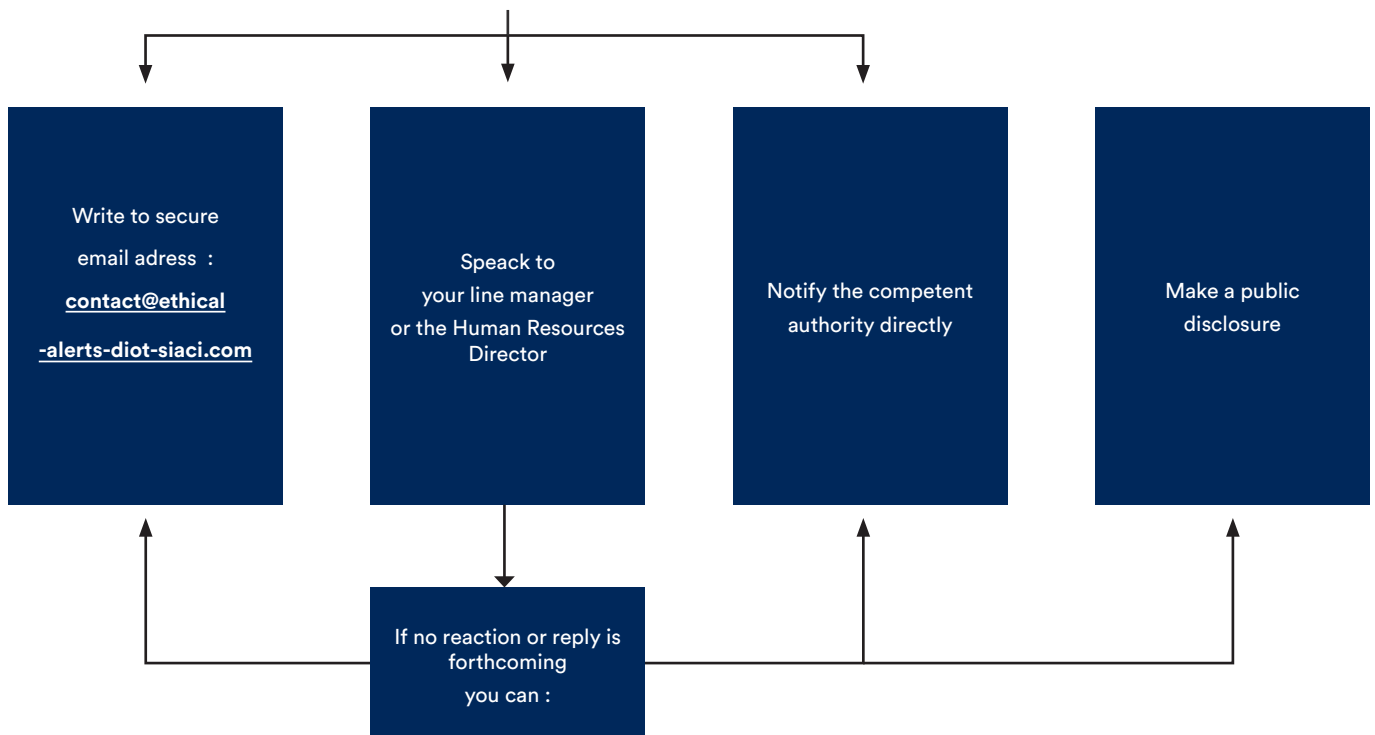 Write to secure
email adress :
contact@ethical
-alerts-diot-siaci.com
Speack to
your line manager
or the Human Resources
Director
Notify the competent
authority directly
Make a public
disclosure
If no reaction or reply is
forthcoming
you can :